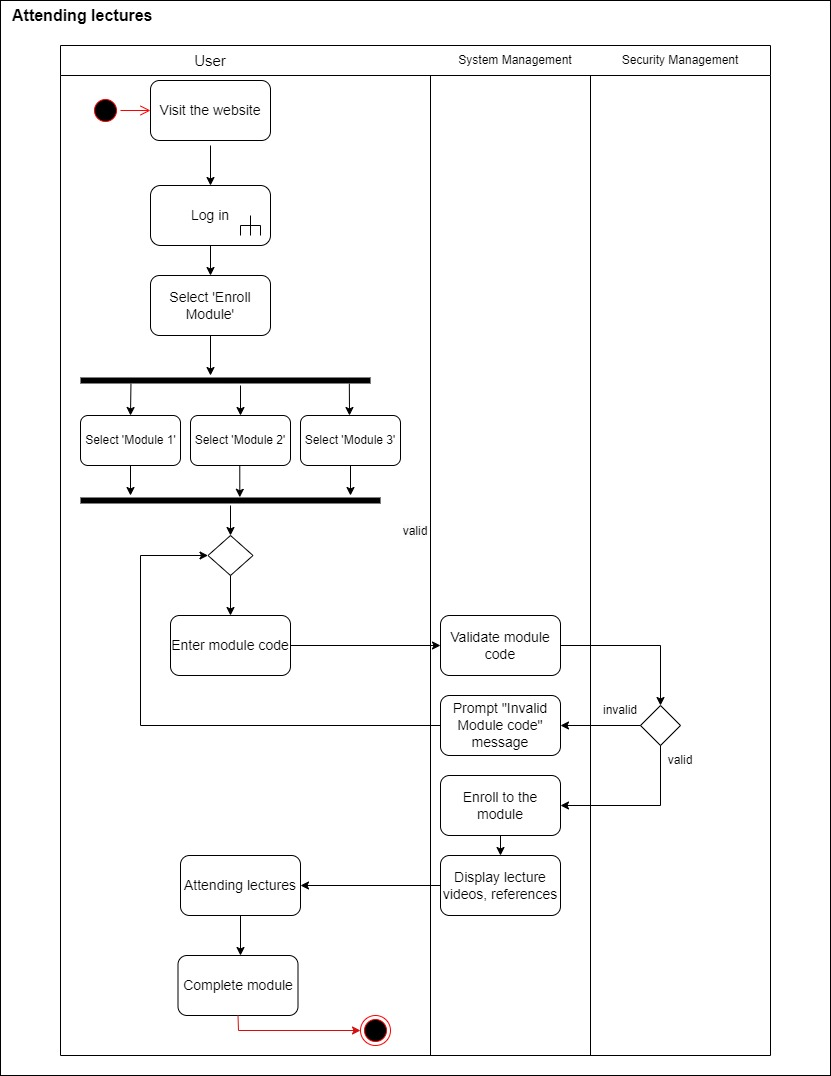 Attending lectures
User
System Management
Security Management
Visit the website
Log in
Select 'Enroll
Module'
Select 'Module 1'
Select 'Module 2'
Select 'Module 3'
valid
Enter module code
Validate module
code
Prompt "Invalid
Module code"
message
invalid
valid
Enroll to the
module
Attending lectures
Display lecture
videos, references
Complete module